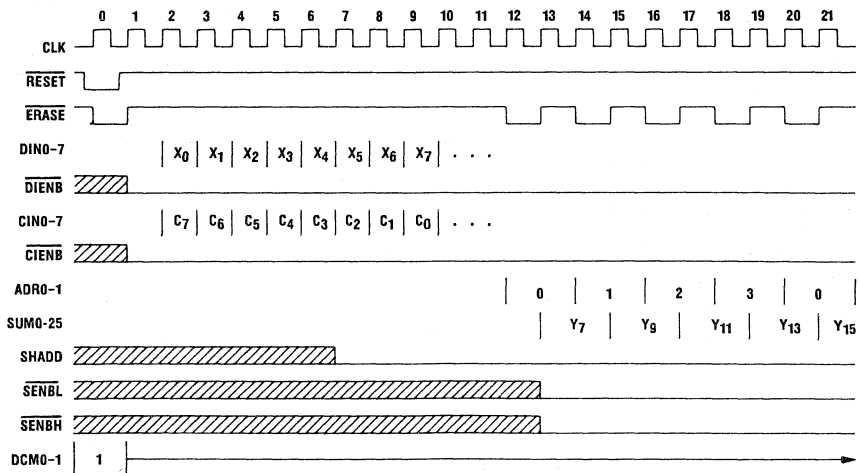 0 1 2 3 4 5 6 7 8 9 10 11 12 13 14 15 16 17 18 19 20 21
CLK
RESET
ERASE
DIN0-7 X0 X1 X2 X3 X4 X5 X6 X7 . . .
DIENB
CIN0-7 C7 C6 C5 C4 C3 C2 C1 C0 . . .
CIENB
ADR0-1 0 1 2 3 0
SUM0-25 Y7 Y9 Y11 Y13 Y15
SHADD
SENBL
SENBH
DCM0-1 1